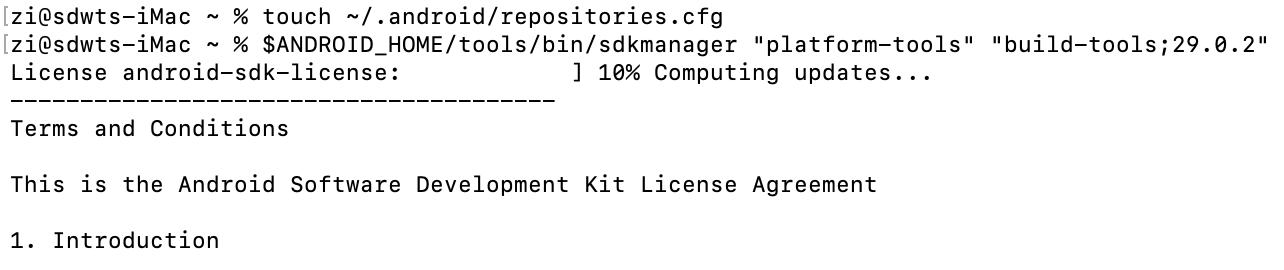 [zi@sdwts-iMac ~ % touch ~/.android/repositories.cfg
[zi@sdwts-iMac ~ % $ANDROID_HOME/tools/bin/sdkmanager "platform-tools" "build-tools;29.0.2"
License android-sdk-license:            ] 10% Computing updates...
---------------------------------------
Terms and Conditions
This is the Android Software Development Kit License Agreement
1. Introduction